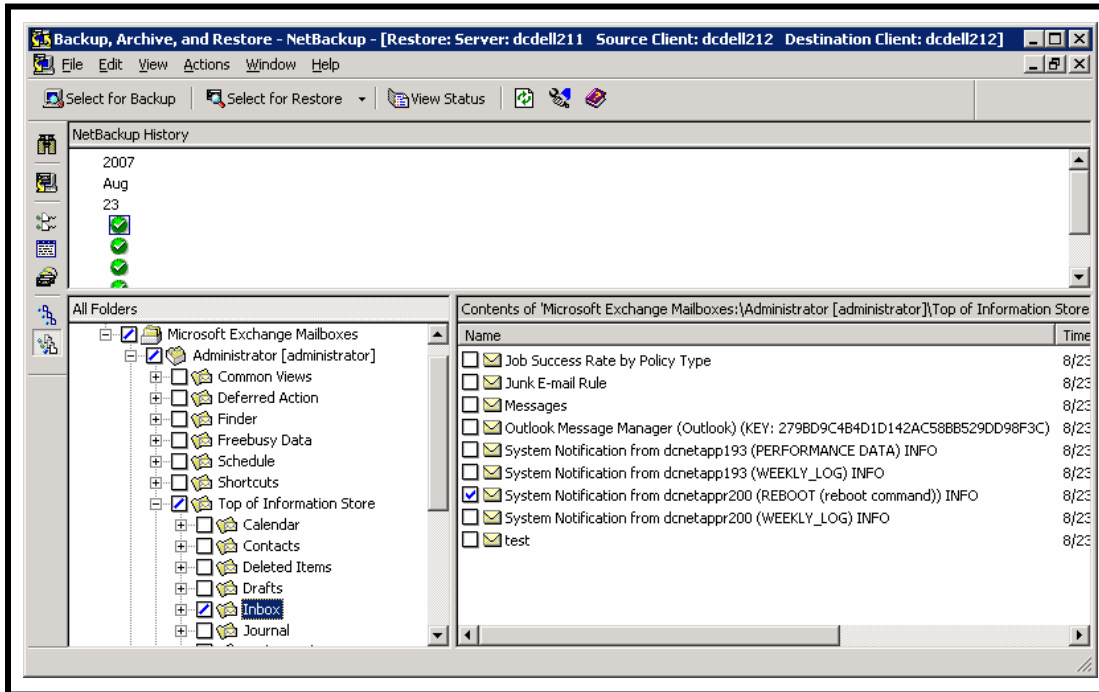 Backup, Archive, and Restore - NetBackup - [Restore: Server: dcdell211 Source Client: dcdell212 Destination Client: dcdell212]
File Edit View Actions Window Help
Select for Backup Select for Restore View Status
NetBackup History
2007
Aug
23
All Folders
Microsoft Exchange Mailboxes
Administrator [administrator]
Common Views
Deferred Action
Finder
Freebusy Data
Schedule
Shortcuts
Top of Information Store
Calendar
Contacts
Deleted Items
Drafts
Inbox
Journal
Contents of 'Microsoft Exchange Mailboxes:\Administrator [administrator]\Top of Information Store
Name Time
Job Success Rate by Policy Type 8/23
Junk E-mail Rule 8/23
Messages 8/23
Outlook Message Manager (Outlook) (KEY: 279BD9C4B4D1D142AC58BB529DD98F3C) 8/23
System Notification from dcnetapp193 (PERFORMANCE DATA) INFO 8/23
System Notification from dcnetapp193 (WEEKLY_LOG) INFO 8/23
System Notification from dcnetappr200 (REBOOT (reboot command)) INFO 8/23
System Notification from dcnetappr200 (WEEKLY_LOG) INFO 8/23
test 8/23